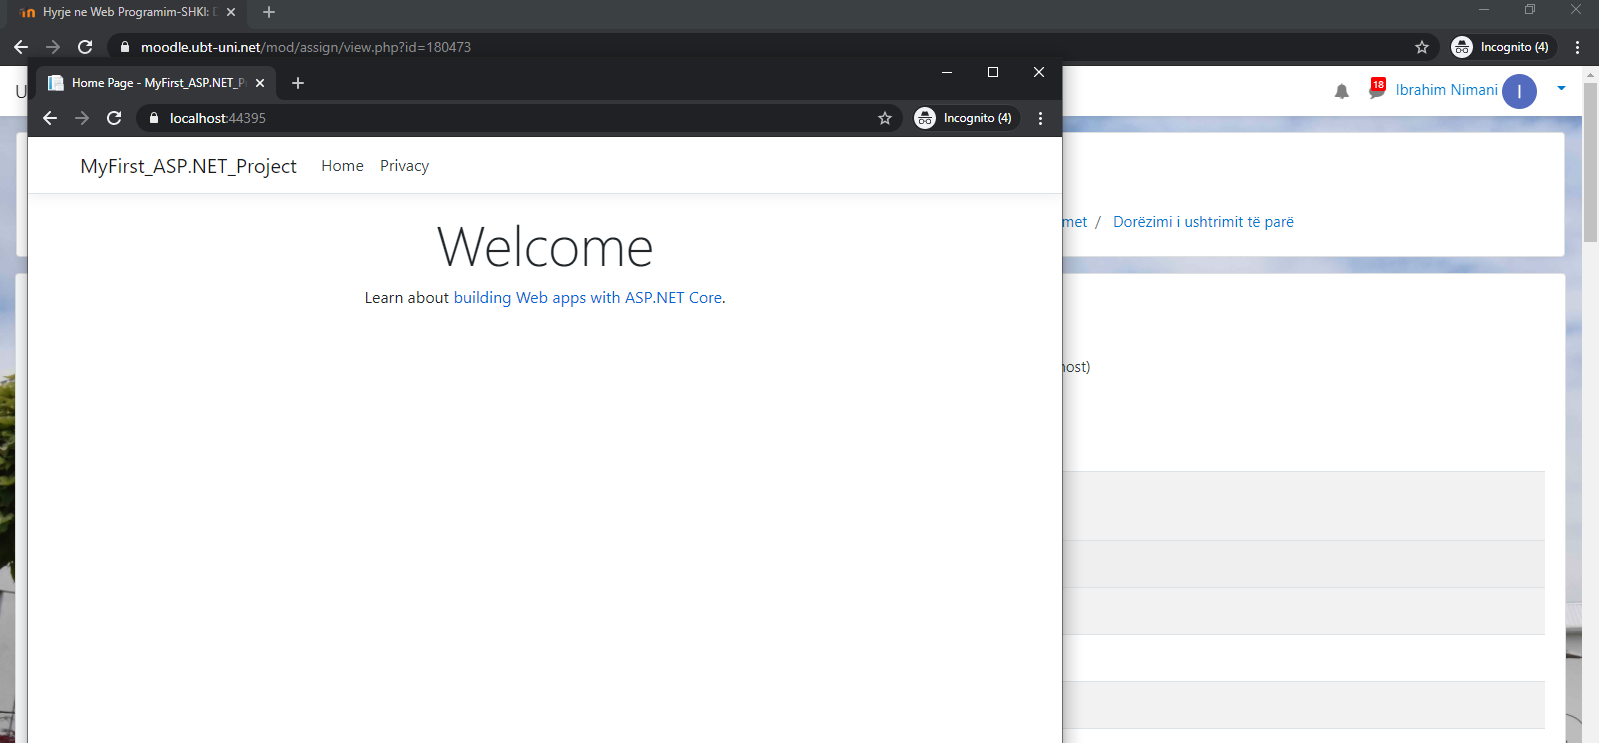 Hyrje ne Web Programim-SHKI: D
moodle.ubt-uni.net/mod/assign/view.php?id=180473
Incognito (4)
Home Page - MyFirst_ASP.NET_P
localhost:44395
Incognito (4)
U
18
Ibrahim Nimani
I
MyFirst_ASP.NET_Project
Home
Privacy
met / Dorëzimi i ushtrimit të parë
Welcome
Learn about building Web apps with ASP.NET Core.
ost)